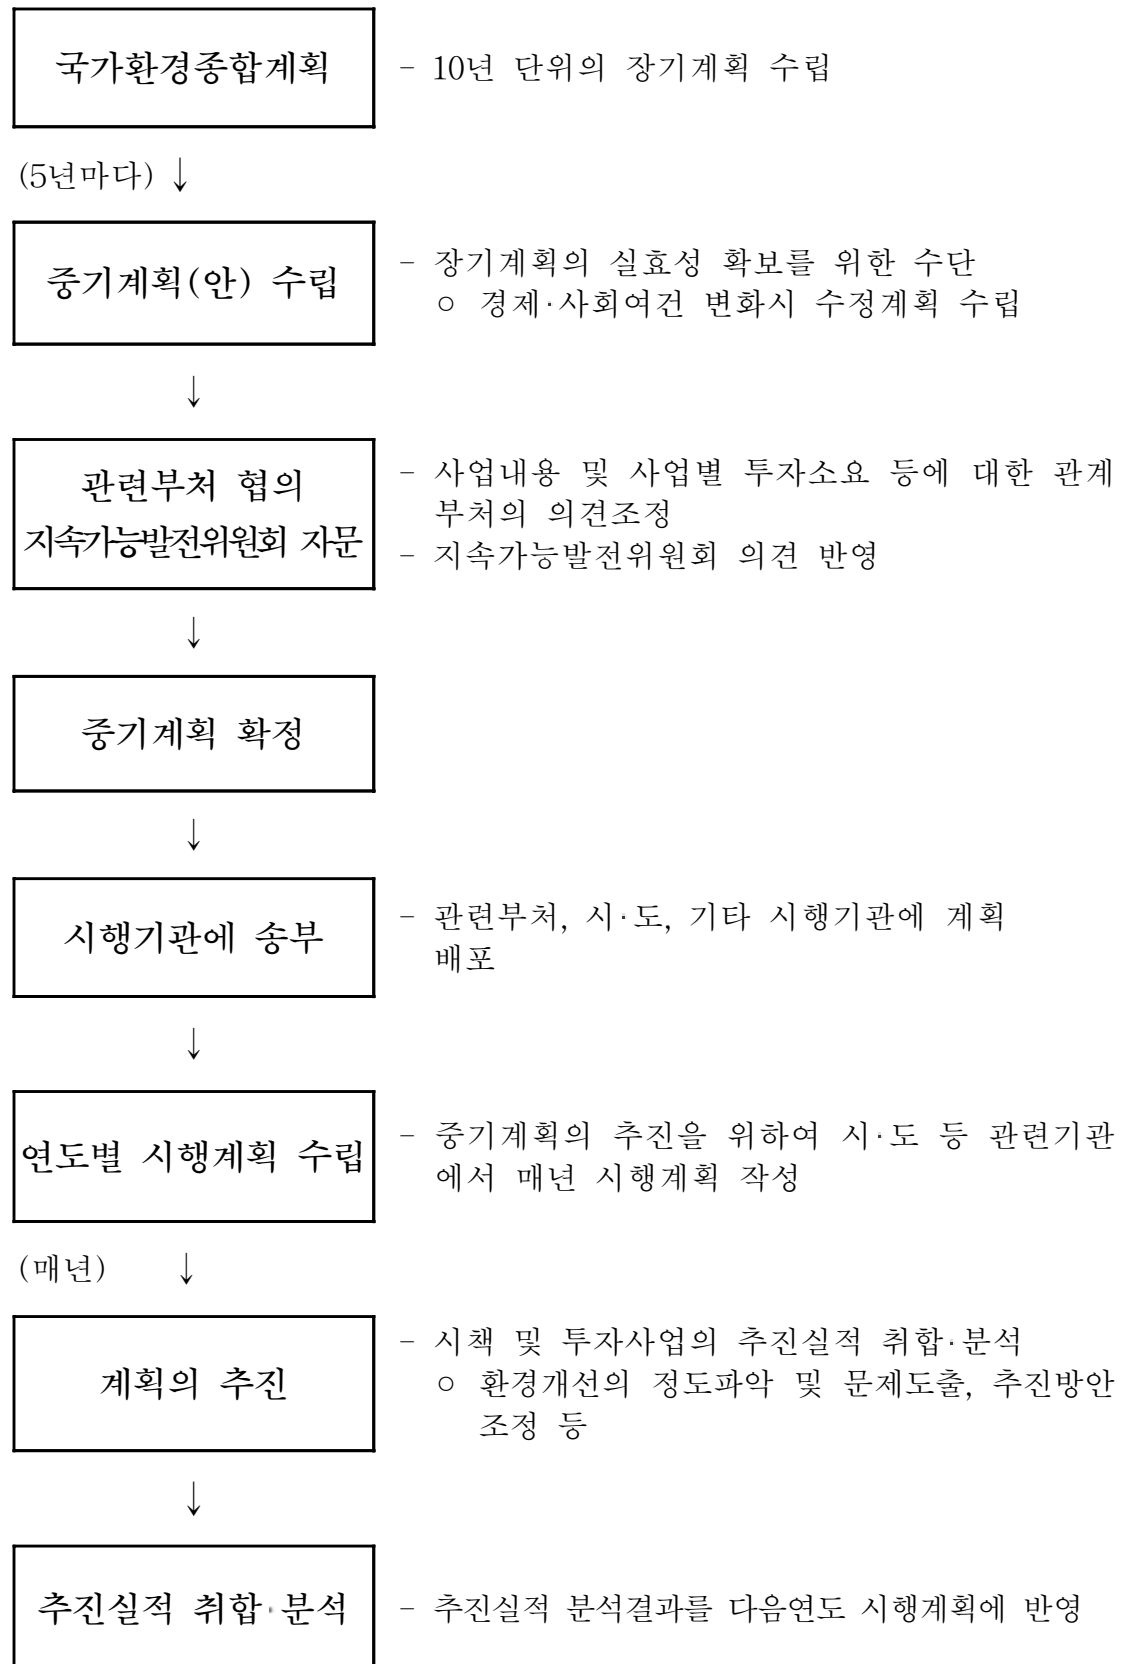 국가환경종합계획
- 10년 단위의 장기계획 수립
(5년마다) ↓
중기계획(안) 수립
- 장기계획의 실효성 확보를 위한 수단
ㅇ 경제·사회여건 변화시 수정계획 수립
↓
관련부처 협의
지속가능발전위원회 자문
- 사업내용 및 사업별 투자소요 등에 대한 관계
부처의 의견조정
- 지속가능발전위원회 의견 반영
↓
중기계획 확정
↓
시행기관에 송부
- 관련부처, 시·도, 기타 시행기관에 계획
배포
↓
연도별 시행계획 수립
- 중기계획의 추진을 위하여 시·도 등 관련기관
에서 매년 시행계획 작성
(매년) ↓
계획의 추진
- 시책 및 투자사업의 추진실적 취합·분석
ㅇ 환경개선의 정도파악 및 문제도출, 추진방안
조정 등
↓
추진실적 취합·분석
- 추진실적 분석결과를 다음연도 시행계획에 반영